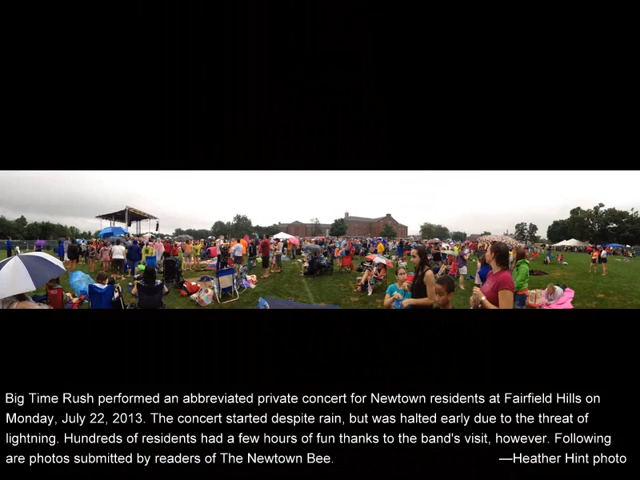 Big Time Rush performed an abbreviated private concert for Newtown residents at Fairfield Hills on
Monday, July 22, 2013. The concert started despite rain, but was halted early due to the threat of
lightning. Hundreds of residents had a few hours of fun thanks to the band's visit, however. Following
are photos submitted by readers of The Newtown Bee. —Heather Hint photo